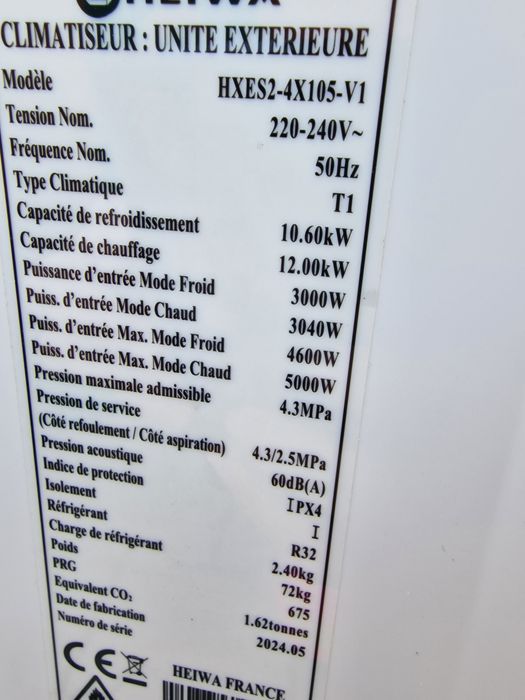 HEIWA
CLIMATISEUR : UNITE EXTERIEURE
Modèle HXES2-4X105-V1
Tension Nom. 220-240V~
Fréquence Nom. 50Hz
Type Climatique T1
Capacité de refroidissement 10.60kW
Capacité de chauffage 12.00kW
Puissance d'entrée Mode Froid 3000W
Puiss. d'entrée Mode Chaud 3040W
Puiss. d'entrée Max. Mode Froid 4600W
Puiss. d'entrée Max. Mode Chaud 5000W
Pression maximale admissible 4.3MPa
Pression de service
(Côté refoulement / Côté aspiration) 4.3/2.5MPa
Pression acoustique 60dB(A)
Indice de protection IPX4
Isolement I
Réfrigérant R32
Charge de réfrigérant 2.40kg
Poids 72kg
PRG 675
Equivalent CO₂ 1.62tonnes
Date de fabrication 2024.05
Numéro de série
CE
HEIWA FRANCE